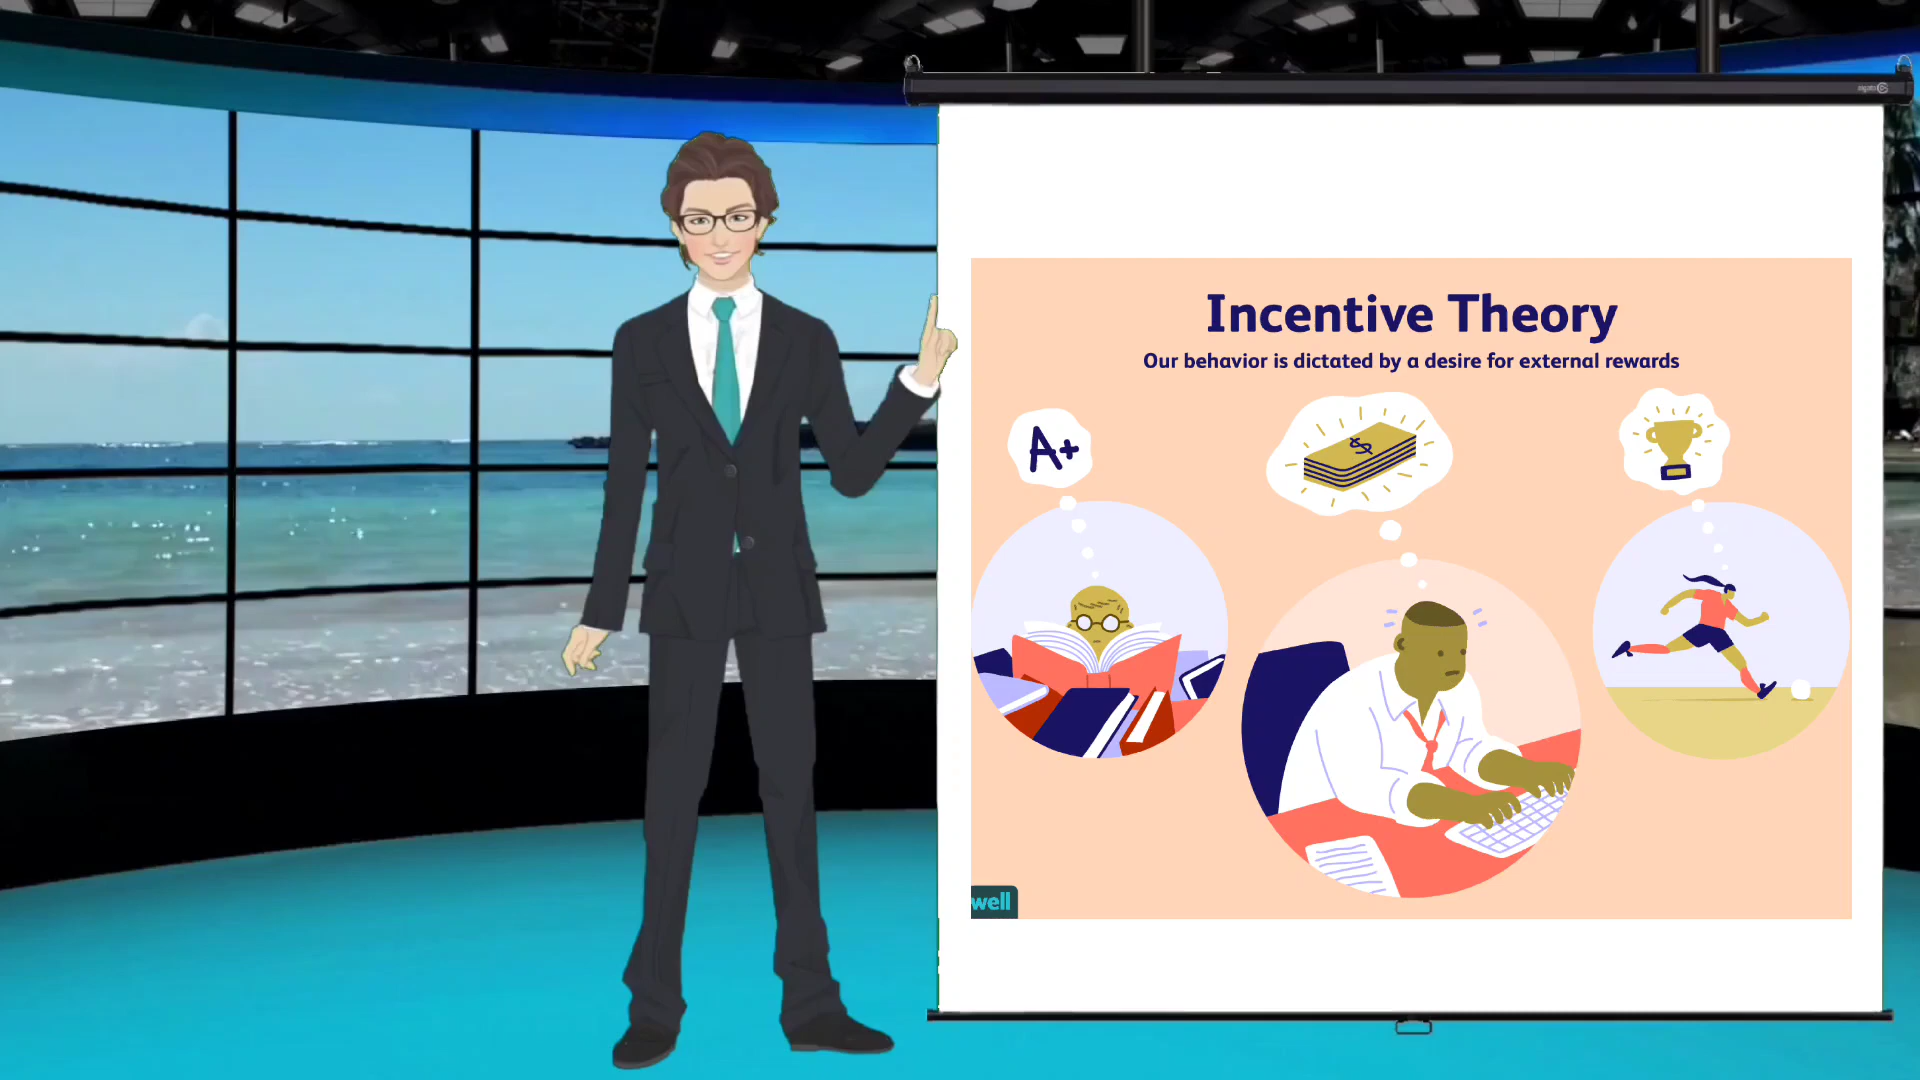 Incentive Theory
Our behavior is dictated by a desire for external rewards
A+
$
well